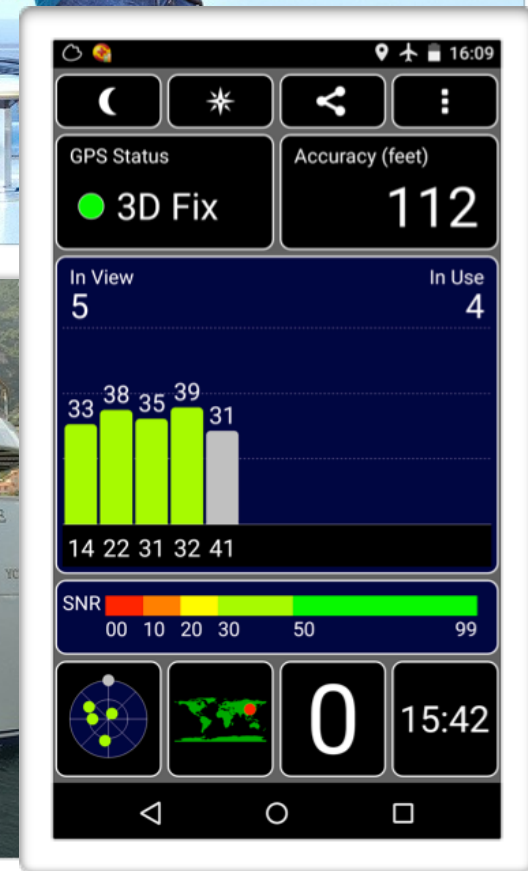 16:09
GPS Status
3D Fix
Accuracy (feet)
112
In View
5
In Use
4
33 38 35 39 31
14 22 31 32 41
SNR
00 10 20 30 50 99
0
15:42